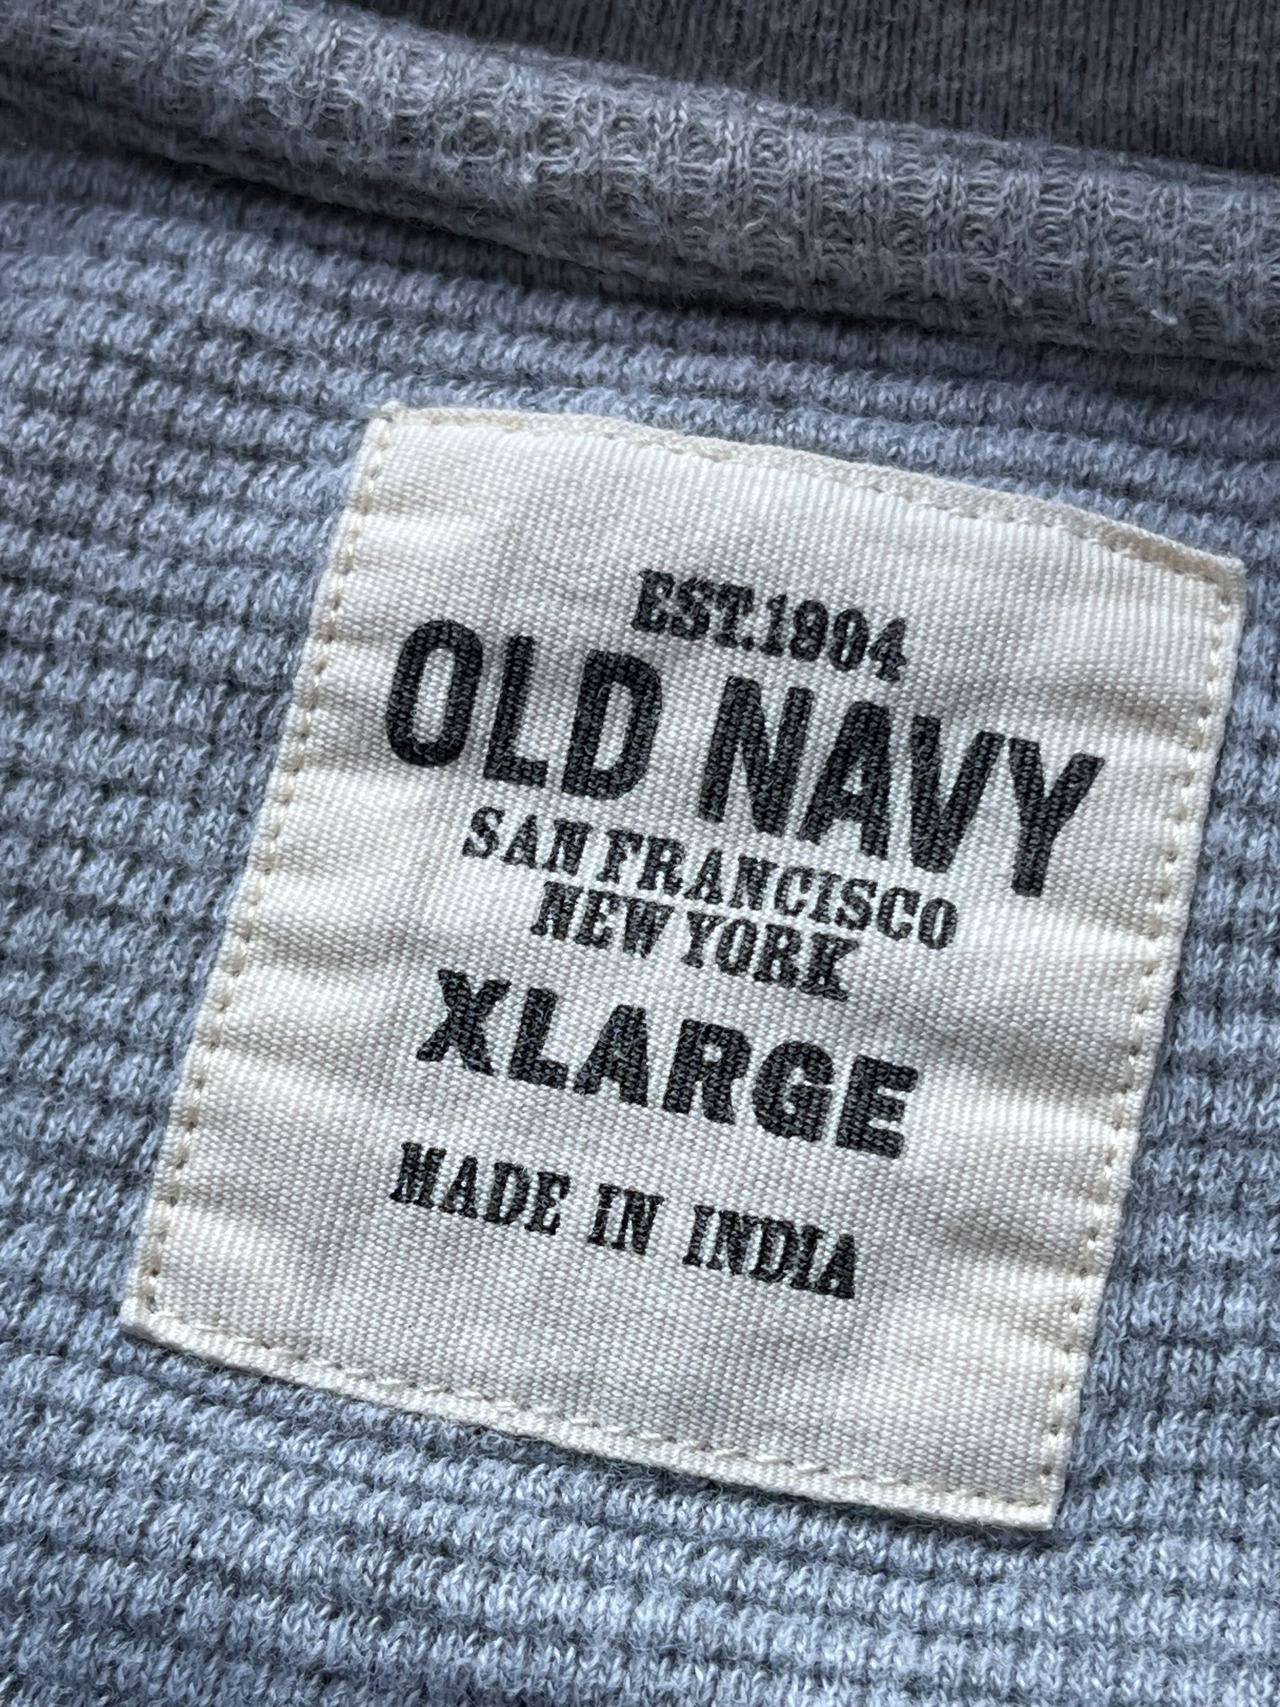 EST.1994
OLD NAVY
SAN FRANCISCO
NEW YORK
XLARGE
MADE IN INDIA